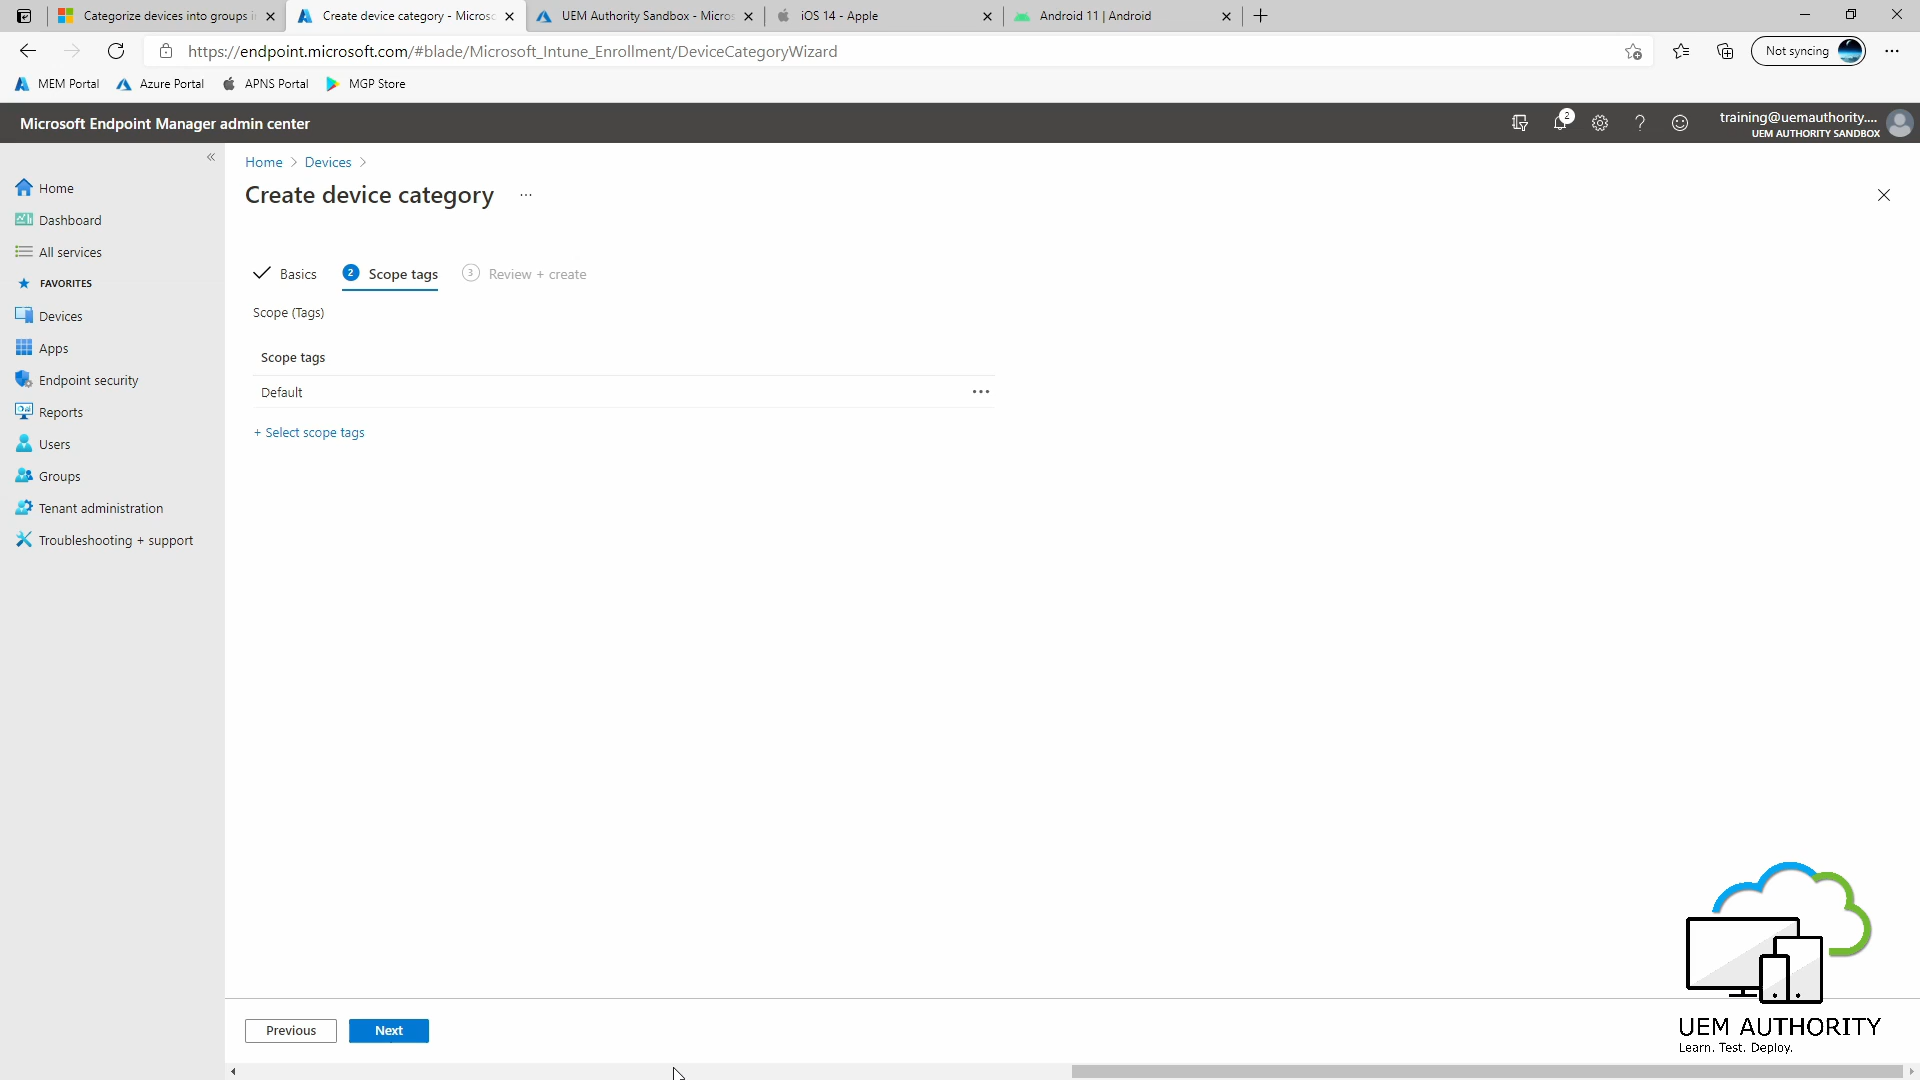 Categorize devices into groups i
Create device category - Micros
UEM Authority Sandbox - Micros
iOS 14 - Apple
Android 11 | Android
https://endpoint.microsoft.com/#blade/Microsoft_Intune_Enrollment/DeviceCategoryWizard
Not syncing
MEM Portal
Azure Portal
APNS Portal
MGP Store
Microsoft Endpoint Manager admin center
2
training@uemauthority....
UEM AUTHORITY SANDBOX
Home
Dashboard
All services
FAVORITES
Devices
Apps
Endpoint security
Reports
Users
Groups
Tenant administration
Troubleshooting + support
Home > Devices >
Create device category ...
Basics
2 Scope tags
3 Review + create
Scope (Tags)
Scope tags
Default
+ Select scope tags
Previous
Next
UEM AUTHORITY
Learn. Test. Deploy.